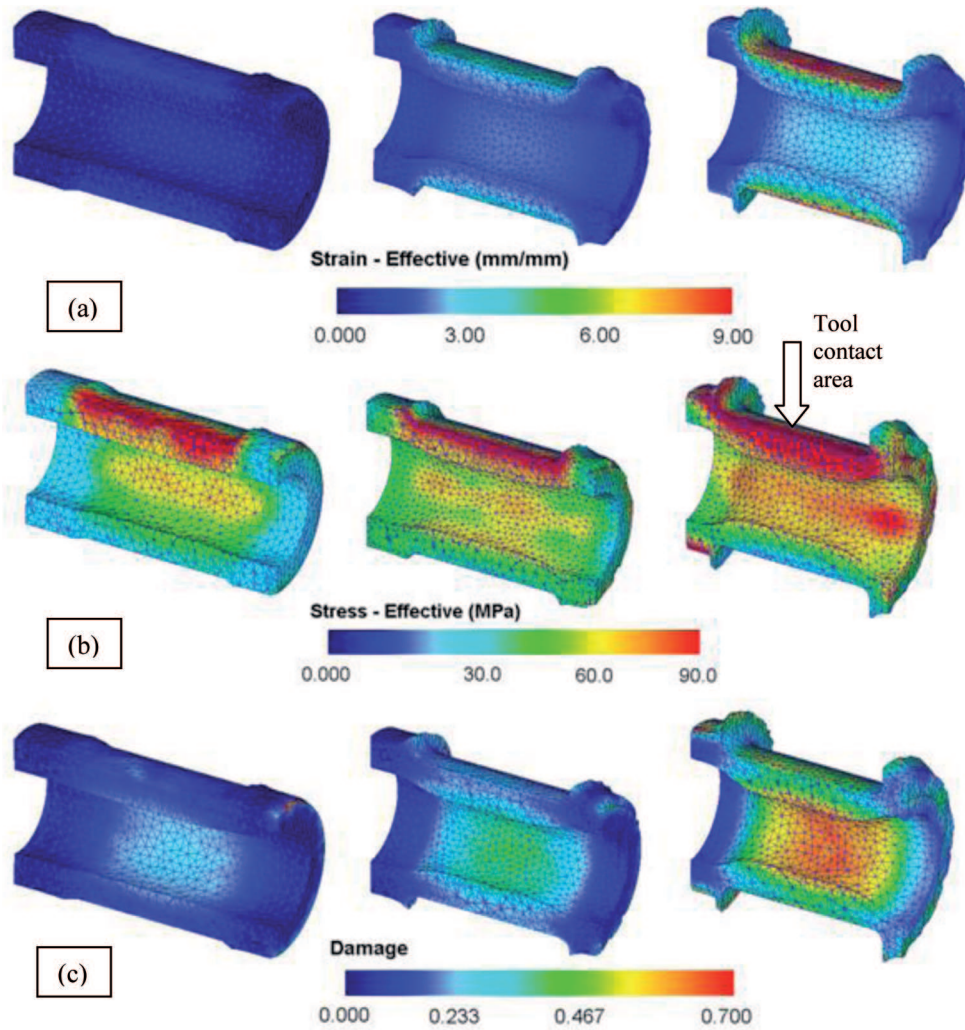 Strain - Effective (mm/mm)
(a)
0.000 3.00 6.00 9.00
Tool
contact
area
Stress - Effective (MPa)
(b)
0.000 30.0 60.0 90.0
Damage
(c)
0.000 0.233 0.467 0.700